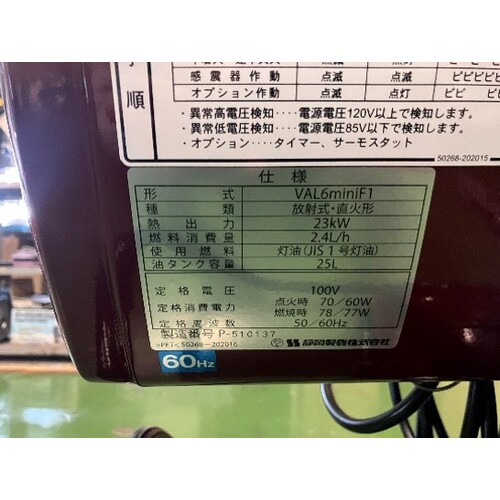 手
順
感震器作動 点滅 点滅 ピピピピ
オプション作動 点滅 点灯 ピピ ピピ
・異常高電圧検知‥‥電源電圧120V以上で検知します。
・異常低電圧検知‥‥電源電圧85V以下で検知します。
・オプション‥‥‥タイマー、サーモスタット
50268-202015
仕様
形式 VAL6miniF1
種類 放射式・直火形
熱出力 23kW
燃料消費量 2.4L/h
使用燃料 灯油(JIS1号灯油)
油タンク容量 25L
定格電圧 100V
定格消費電力 点火時 70/60W
燃焼時 78/77W
定格周波数 50/60Hz
製造番号 P-510137
>PET< 50268-202016
静岡製機株式会社
60Hz